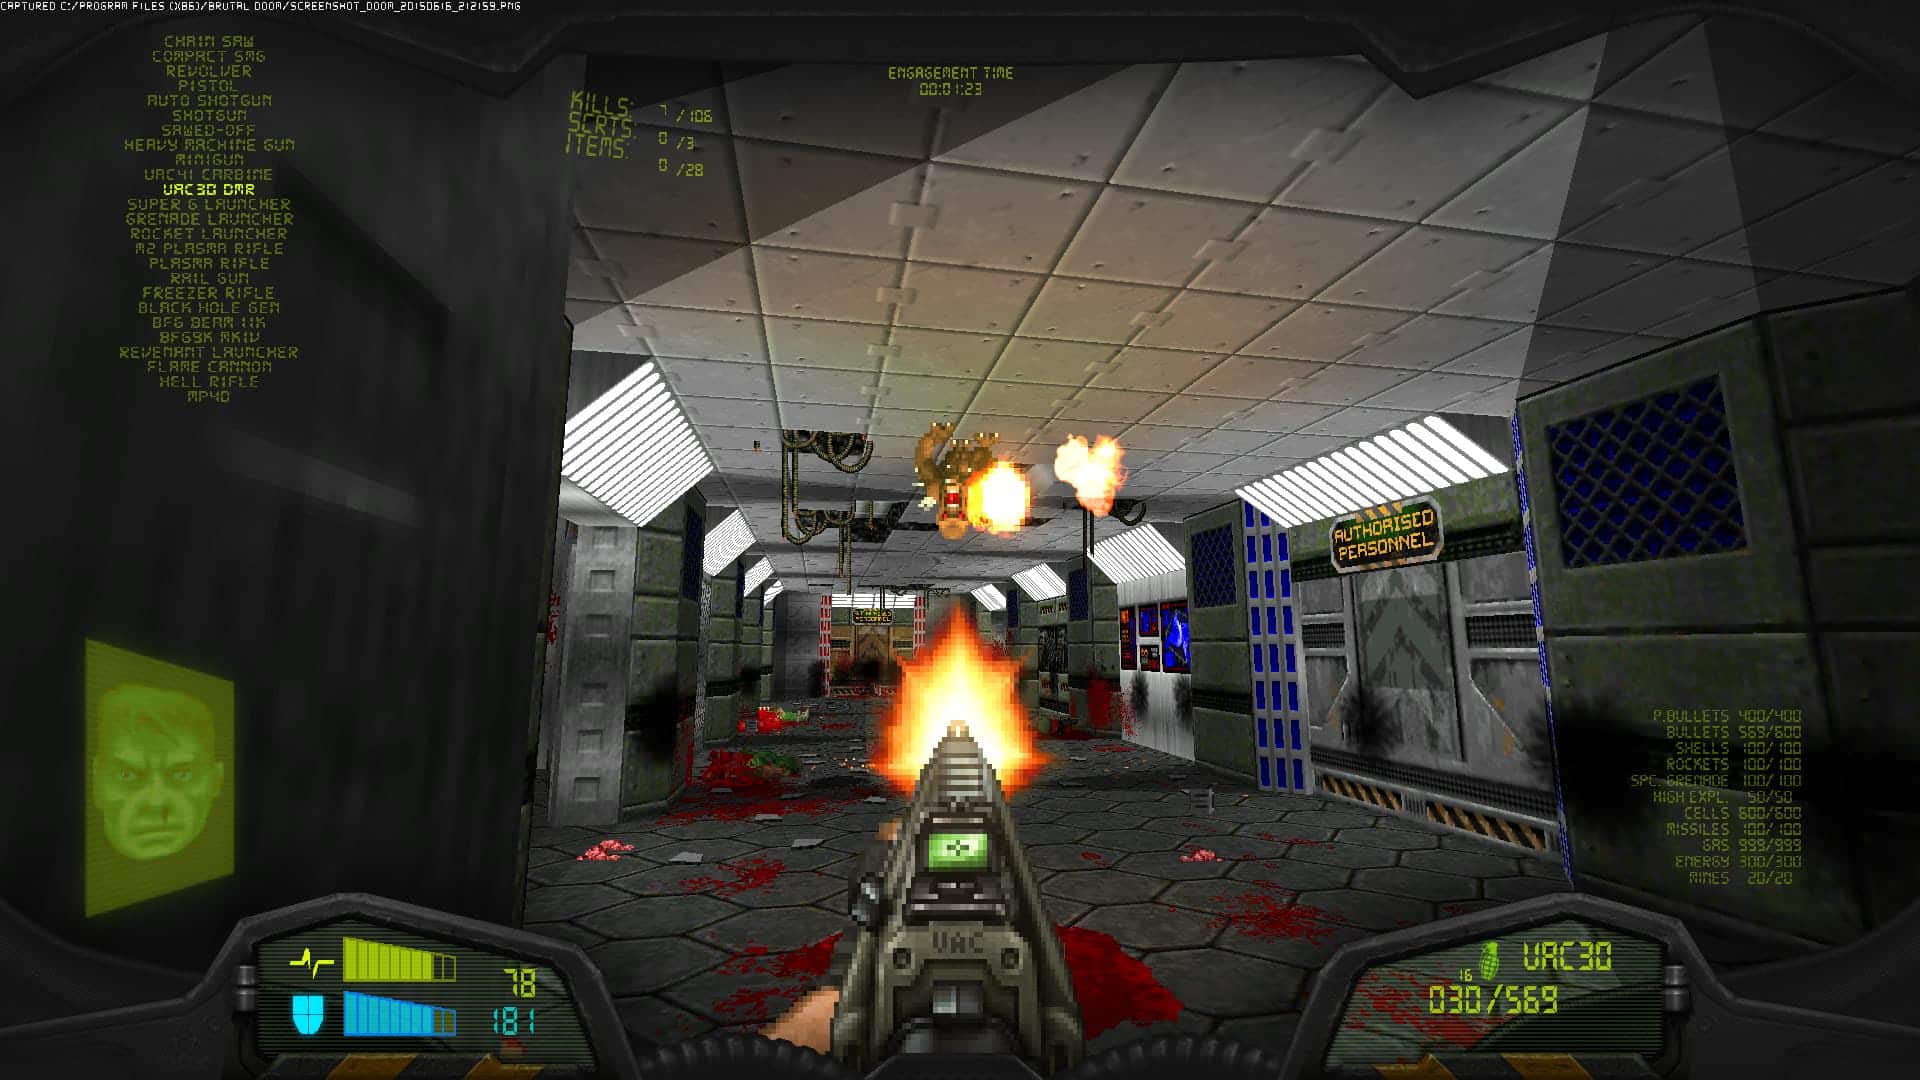 CAPTURED C:/PROGRAM FILES (X86)/BRUTAL DOOM/SCREENSHOT_DOOM_20150616_212159.PNG
CHAIN SAW
COMPACT SMG
REVOLVER
PISTOL
AUTO SHOTGUN
SHOTGUN
SAWED-OFF
HEAVY MACHINE GUN
MINIGUN
UAC41 CARBINE
UAC30 DMR
SUPER G LAUNCHER
GRENADE LAUNCHER
ROCKET LAUNCHER
M2 PLASMA RIFLE
PLASMA RIFLE
RAIL GUN
FREEZER RIFLE
BLACK HOLE GEN
BFG BEAM 11K
BFG9K MKIV
REVENANT LAUNCHER
FLAME CANNON
HELL RIFLE
MP40
ENGAGEMENT TIME
00:01:23
KILLS: 7/106
SCRTS: 0/3
ITEMS: 0/28
AUTHORISED
PERSONNEL
P.BULLETS 400/400
BULLETS 569/600
SHELLS 100/100
ROCKETS 100/100
SPC. GRENADE 100/100
HIGH EXPL. 50/50
CELLS 600/600
MISSILES 100/100
GAS 999/999
ENERGY 300/300
MINES 20/20
UAC
78
181
16 UAC30
030/569